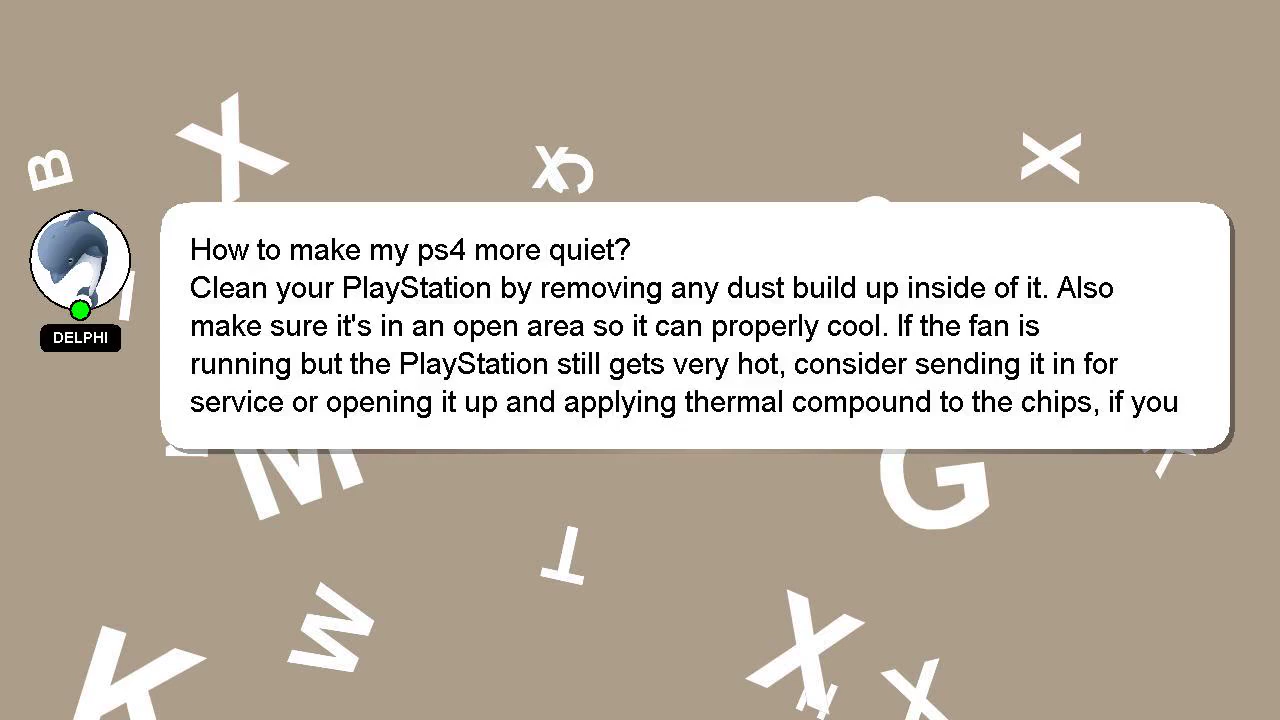 B
X
X
G
X
DELPHI
How to make my ps4 more quiet?
Clean your PlayStation by removing any dust build up inside of it. Also
make sure it's in an open area so it can properly cool. If the fan is
running but the PlayStation still gets very hot, consider sending it in for
service or opening it up and applying thermal compound to the chips, if you
M
G
T
W
K
X
X